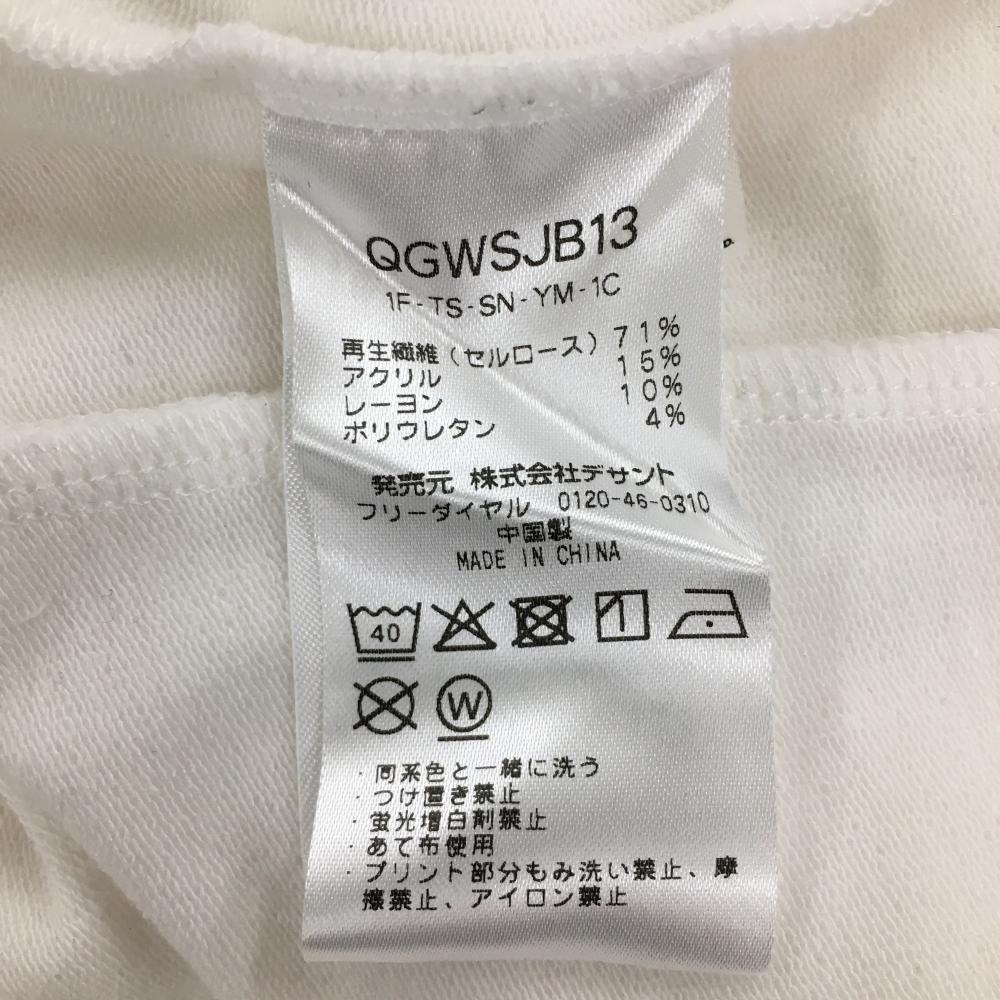 QGWSJB13
1F-TS-SN-YM-1C
再生繊維(セルロース) 71%
アクリル 15%
レーヨン 10%
ポリウレタン 4%
発売元 株式会社デサント
フリーダイヤル 0120-46-0310
中国製
MADE IN CHINA
40
W
・同系色と一緒に洗う
・つけ置き禁止
・蛍光増白剤禁止
・あて布使用
・プリント部分もみ洗い禁止、摩
擦禁止、アイロン禁止